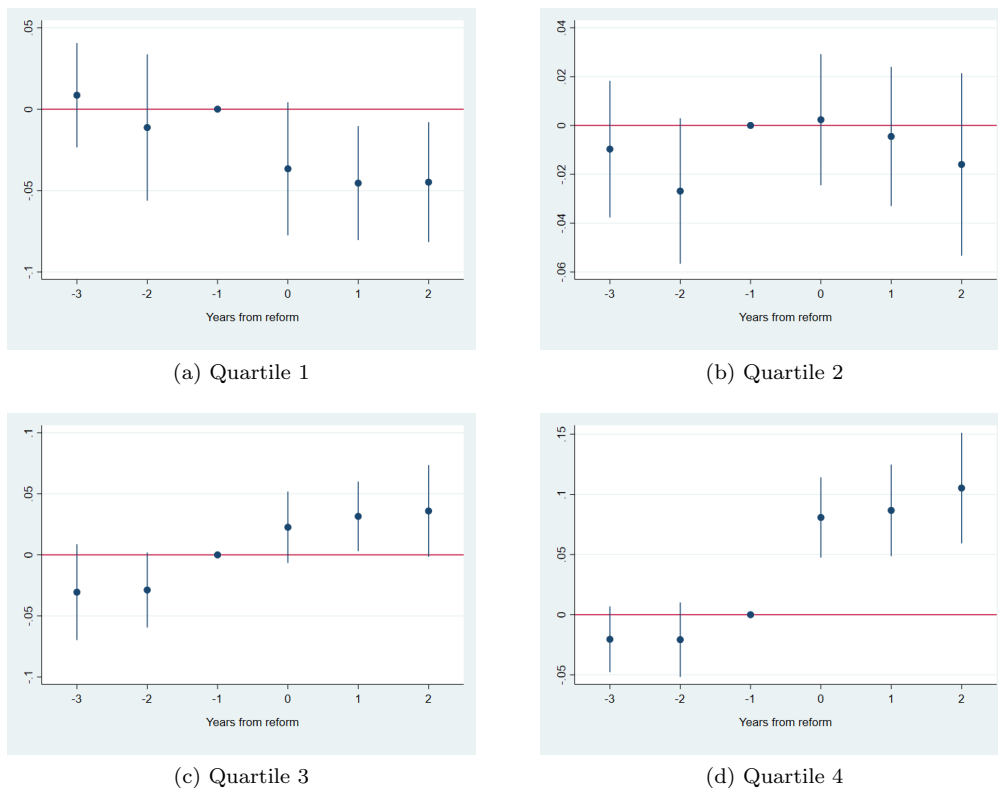 .05
0
-.05
-.1
-3 -2 -1 0 1 2
Years from reform
(a) Quartile 1
.04
.02
0
-.02
-.04
-.06
-3 -2 -1 0 1 2
Years from reform
(b) Quartile 2
.1
.05
0
-.05
-.1
-3 -2 -1 0 1 2
Years from reform
(c) Quartile 3
.15
.1
.05
0
-.05
-3 -2 -1 0 1 2
Years from reform
(d) Quartile 4